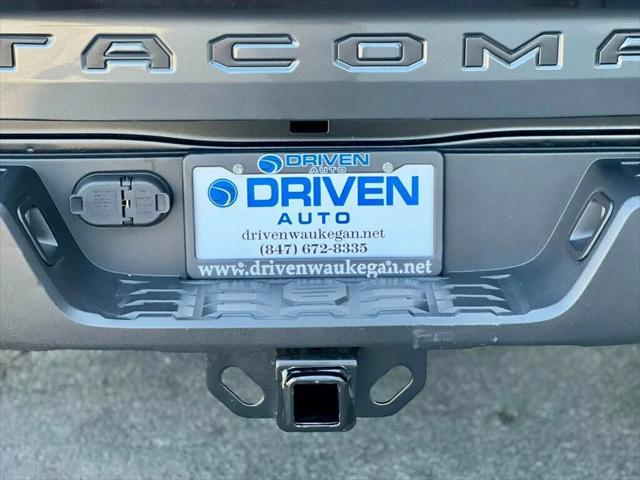 TACOMA
DRIVEN
AUTO
DRIVEN
AUTO
drivenwaukegan.net
(847) 672-8335
www.drivenwaukegan.net